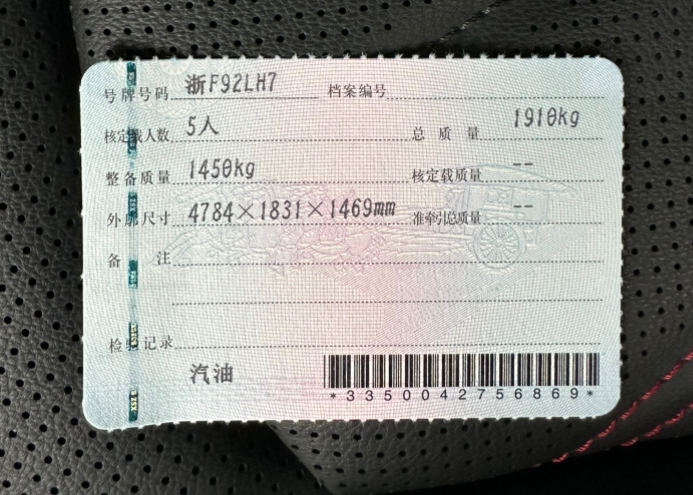 号牌号码 浙F92LH7 档案编号
核定载人数 5人 总质量 1910kg
整备质量 1450kg 核定载质量 --
外廓尺寸 4784×1831×1469mm 准牵引总质量 --
备注
检验记录
汽油
*3350042756869*